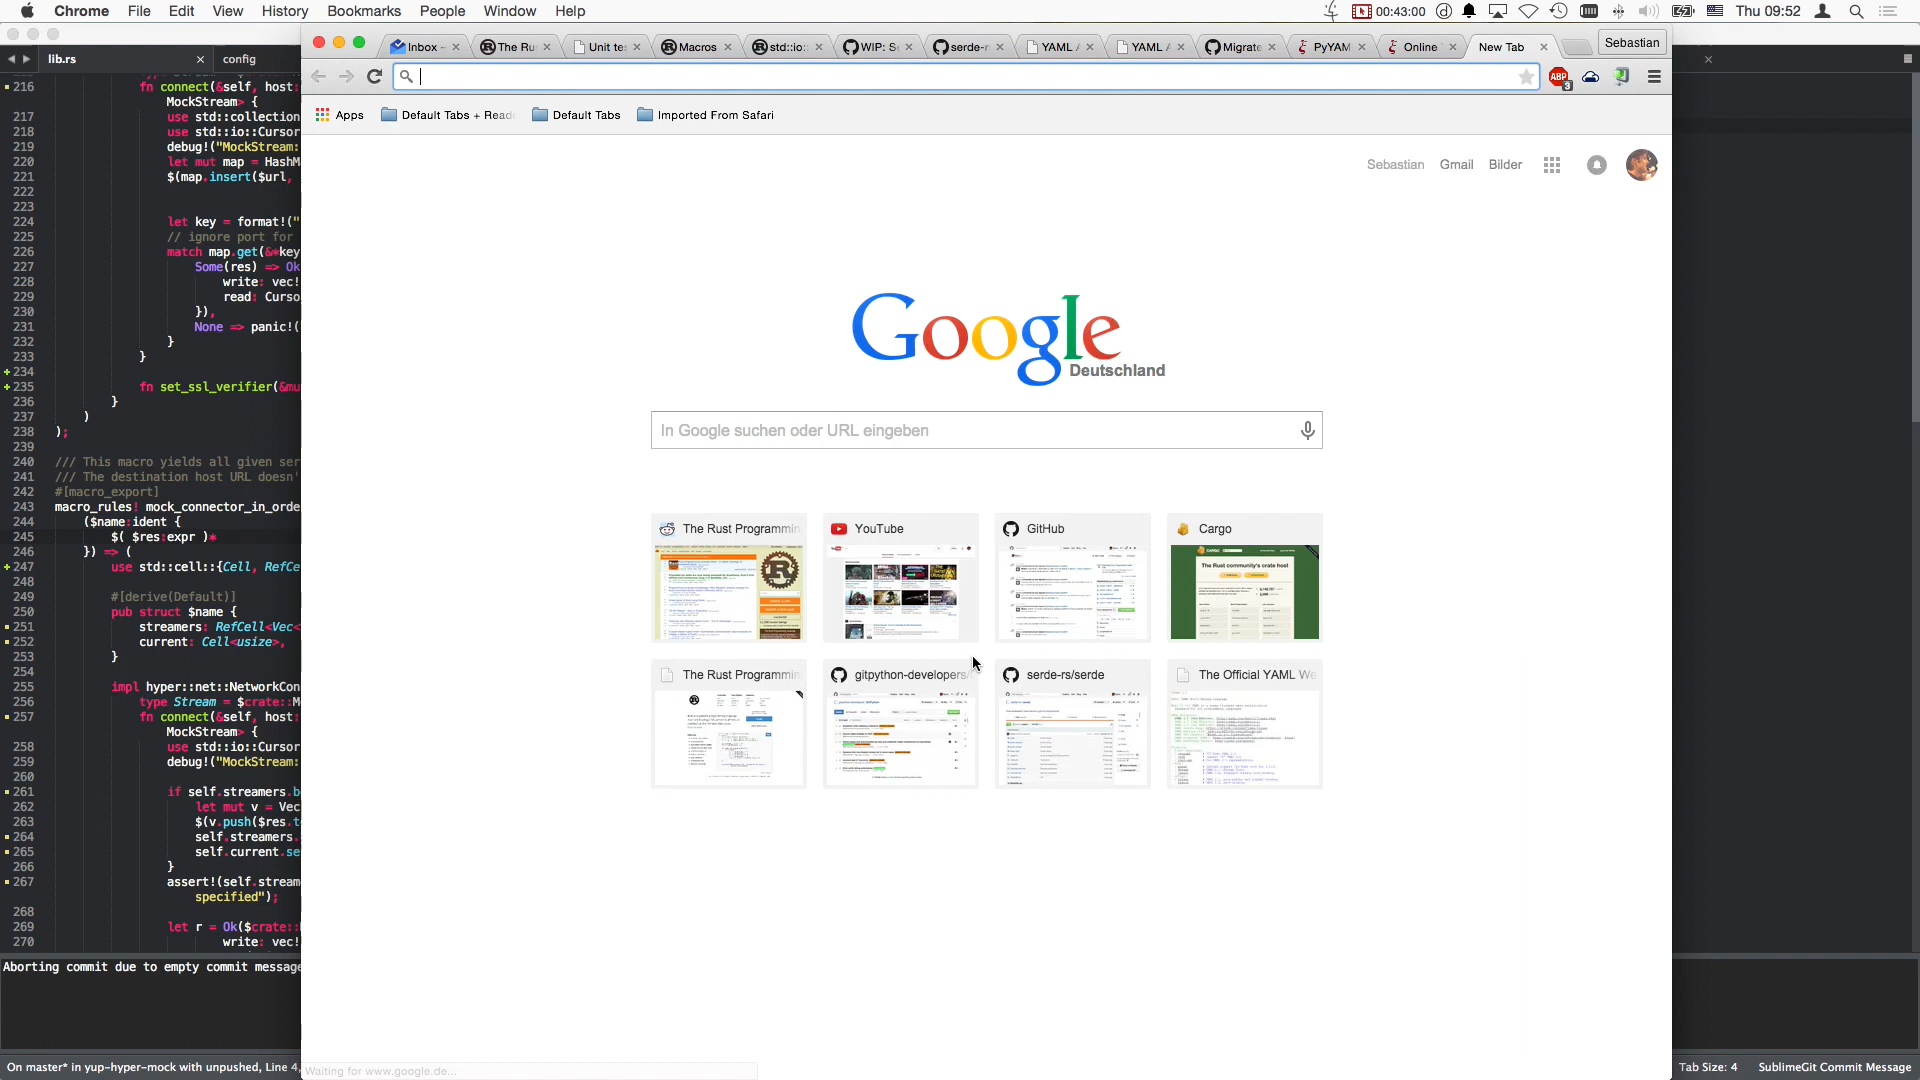 Chrome File Edit View History Bookmarks People Window Help 00:43:00 Thu 09:52
lib.rs config
Inbox - The Ru Unit te Macros std::io: WIP: S serde-r YAML YAML Migrate PyYAM Online New Tab Sebastian
Apps Default Tabs + Read Default Tabs Imported From Safari
Sebastian Gmail Bilder
Google
Deutschland
In Google suchen oder URL eingeben
The Rust Programmin YouTube GitHub Cargo
The Rust community's crate host
The Rust Programmin gitpython-developers/ serde-rs/serde The Official YAML We
216 fn connect(&self, host:
MockStream> {
217 use std::collection
218 use std::io::Cursor
219 debug!("MockStream:
220 let mut map = HashM
221 $(map.insert($url,
222
223
224 let key = format!("
225 // ignore port for
226 match map.get(&*key
227 Some(res) => Ok
228 write: vec!
229 read: Curso
230 }),
231 None => panic!(
232 }
233 }
234
235 fn set_ssl_verifier(&mu
236 }
237 )
238 );
239
240 /// This macro yields all given ser
241 /// The destination host URL doesn'
242 #[macro_export]
243 macro_rules! mock_connector_in_orde
244 ($name:ident {
245 $( $res:expr )*
246 }) => (
247 use std::cell::{Cell, RefCe
248
249 #[derive(Default)]
250 pub struct $name {
251 streamers: RefCell<Vec<
252 current: Cell<usize>,
253 }
254
255 impl hyper::net::NetworkCon
256 type Stream = $crate::M
257 fn connect(&self, host:
MockStream> {
258 use std::io::Cursor
259 debug!("MockStream:
260
261 if self.streamers.b
262 let mut v = Vec
263 $(v.push($res.t
264 self.streamers.
265 self.current.se
266 }
267 assert!(self.stream
specified");
268
269 let r = Ok($crate::
270 write: vec!
Aborting commit due to empty commit message
Waiting for www.google.de...
On master* in yup-hyper-mock with unpushed, Line 4, Tab Size: 4 SublimeGit Commit Message